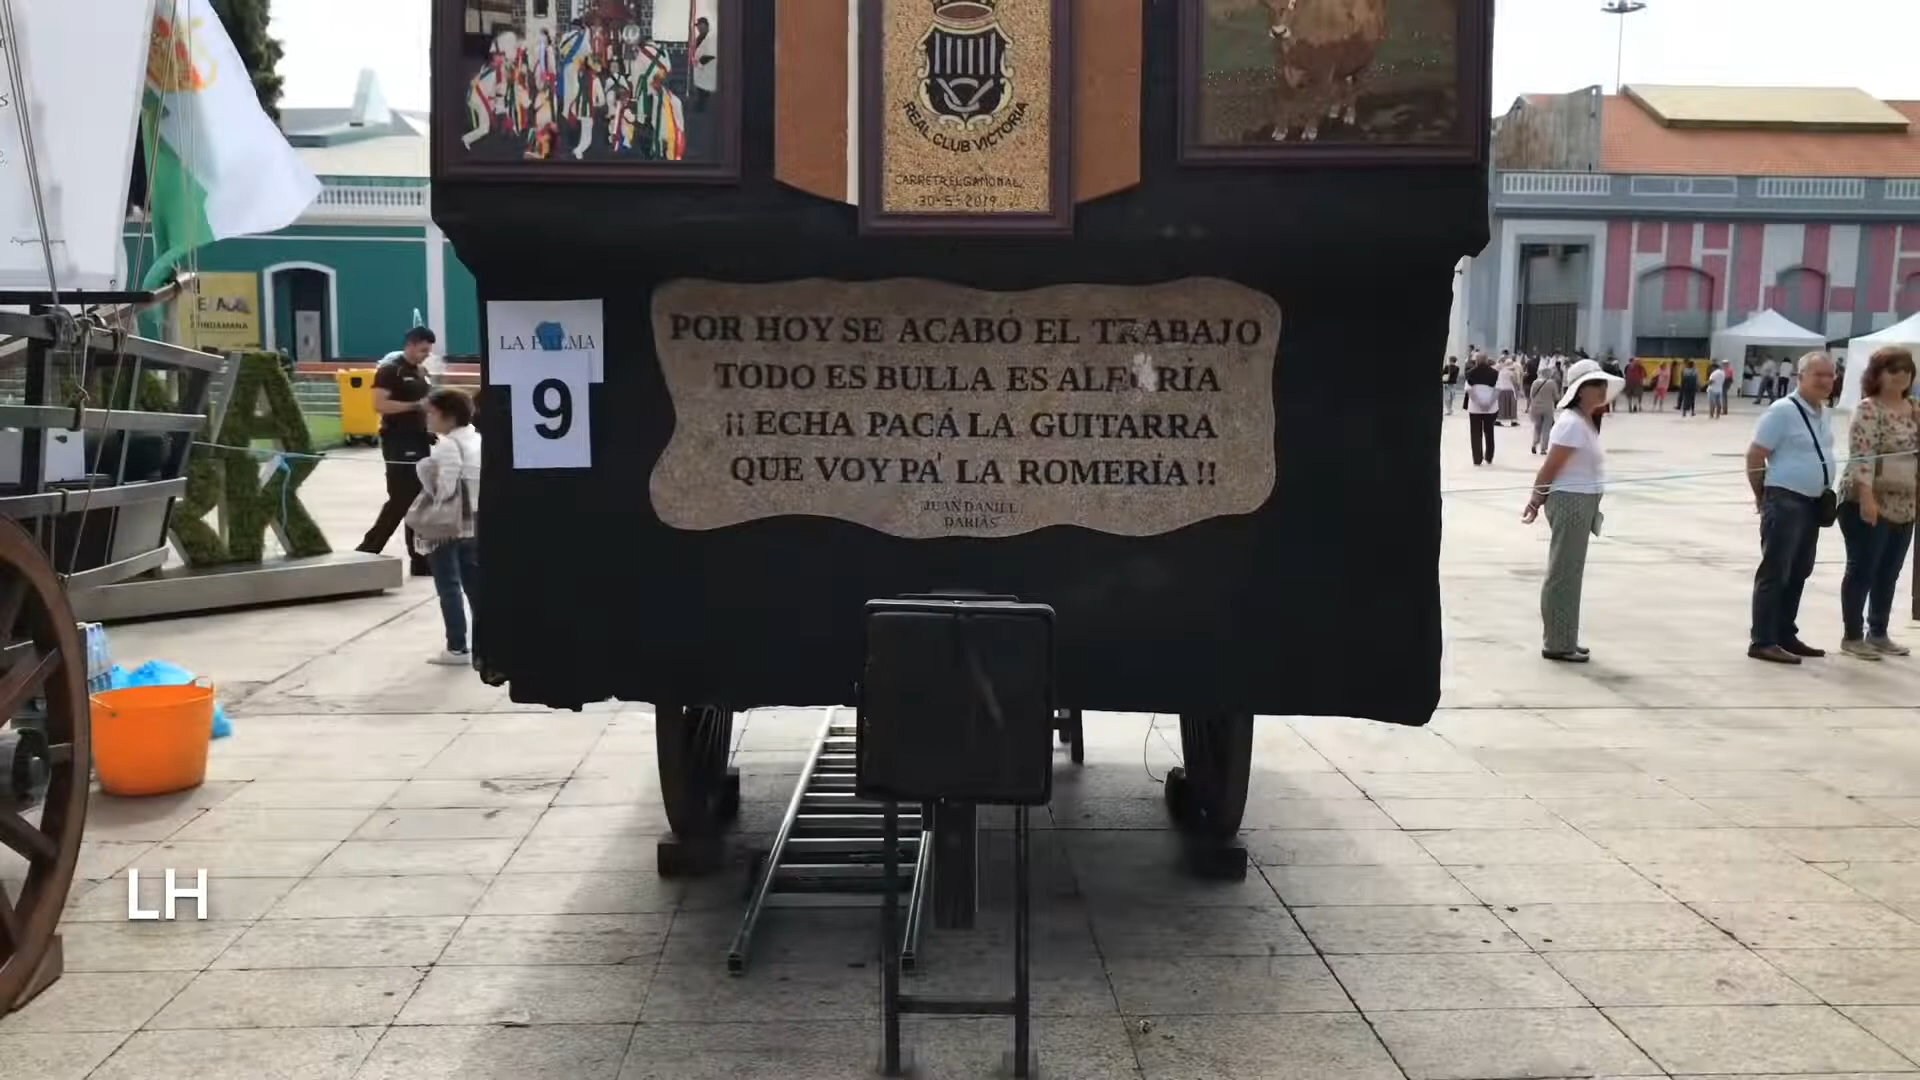 REAL CLUB VICTORIA
CARRETA EL GAMONAL
30-5-2019
LA PALMA
9
POR HOY SE ACABÓ EL TRABAJO
TODO ES BULLA ES ALEGRÍA
¡¡ ECHA PACÁ LA GUITARRA
QUE VOY PA' LA ROMERÍA !!
JUAN DANIEL
DARIAS
LH